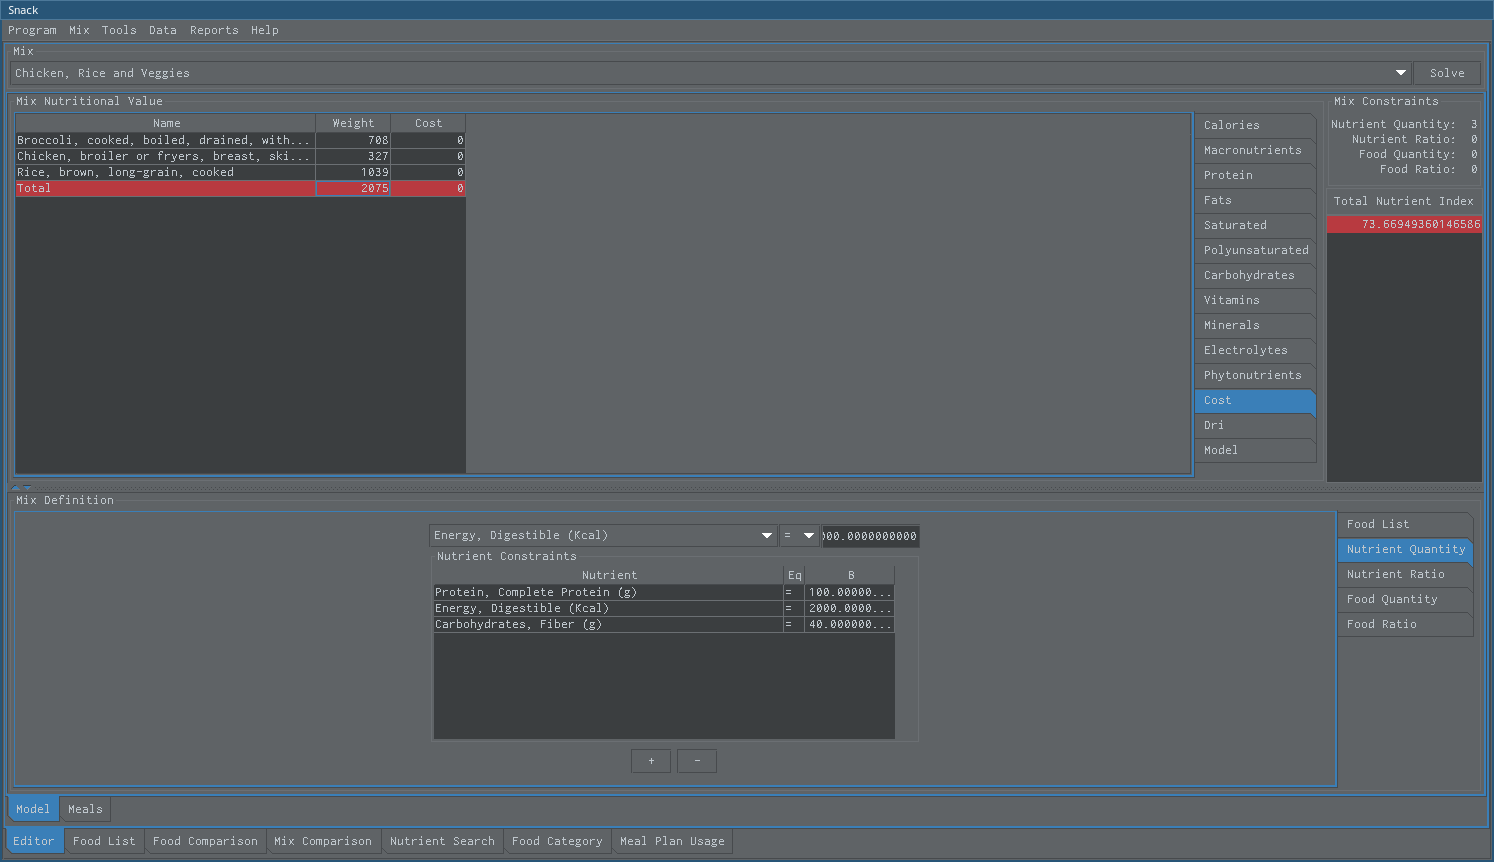 Snack
Program Mix Tools Data Reports Help
Mix
Chicken, Rice and Veggies Solve
Mix Nutritional Value
Name Weight Cost
Broccoli, cooked, boiled, drained, with... 708 0
Chicken, broiler or fryers, breast, ski... 327 0
Rice, brown, long-grain, cooked 1039 0
Total 2075 0
Calories
Macronutrients
Protein
Fats
Saturated
Polyunsaturated
Carbohydrates
Vitamins
Minerals
Electrolytes
Phytonutrients
Cost
Dri
Model
Mix Constraints
Nutrient Quantity: 3
Nutrient Ratio: 0
Food Quantity: 0
Food Ratio: 0
Total Nutrient Index
73.66949360146586
Mix Definition
Energy, Digestible (Kcal) = 00.0000000000
Nutrient Constraints
Nutrient Eq B
Protein, Complete Protein (g) = 100.00000...
Energy, Digestible (Kcal) = 2000.0000...
Carbohydrates, Fiber (g) = 40.000000...
+ -
Food List
Nutrient Quantity
Nutrient Ratio
Food Quantity
Food Ratio
Model Meals
Editor Food List Food Comparison Mix Comparison Nutrient Search Food Category Meal Plan Usage